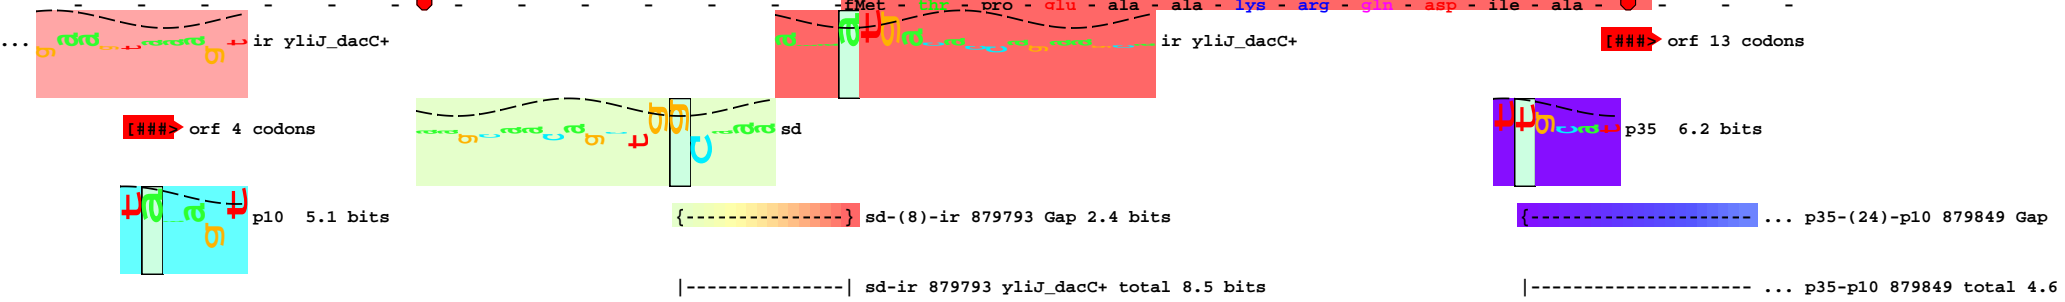 - - - - - - - - - - - - -fMet - thr - pro - glu - ala - ala - lys - arg - gln - asp - ile - ala - - - -
... ir yliJ_dacC+ ir yliJ_dacC+ [###> orf 13 codons
[###> orf 4 codons sd p35 6.2 bits
p10 5.1 bits {---------------} sd-(8)-ir 879793 Gap 2.4 bits {--------------------- ... p35-(24)-p10 879849 Gap
|---------------| sd-ir 879793 yliJ_dacC+ total 8.5 bits |--------------------- ... p35-p10 879849 total 4.6